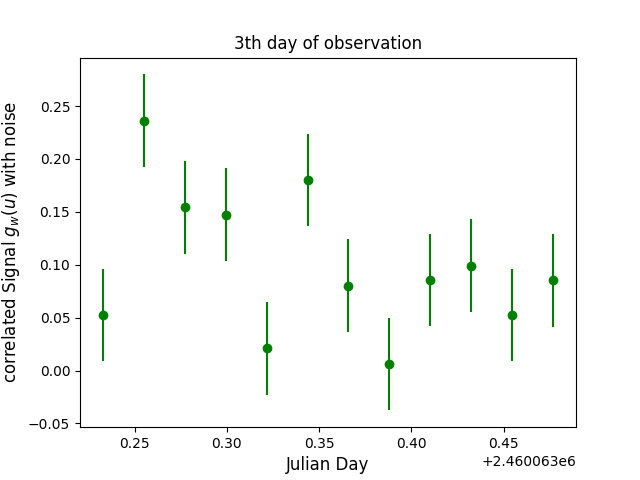 3th day of observation
correlated Signal g_w(u) with noise
0.25
0.20
0.15
0.10
0.05
0.00
−0.05
0.25 0.30 0.35 0.40 0.45
Julian Day
+2.460063e6